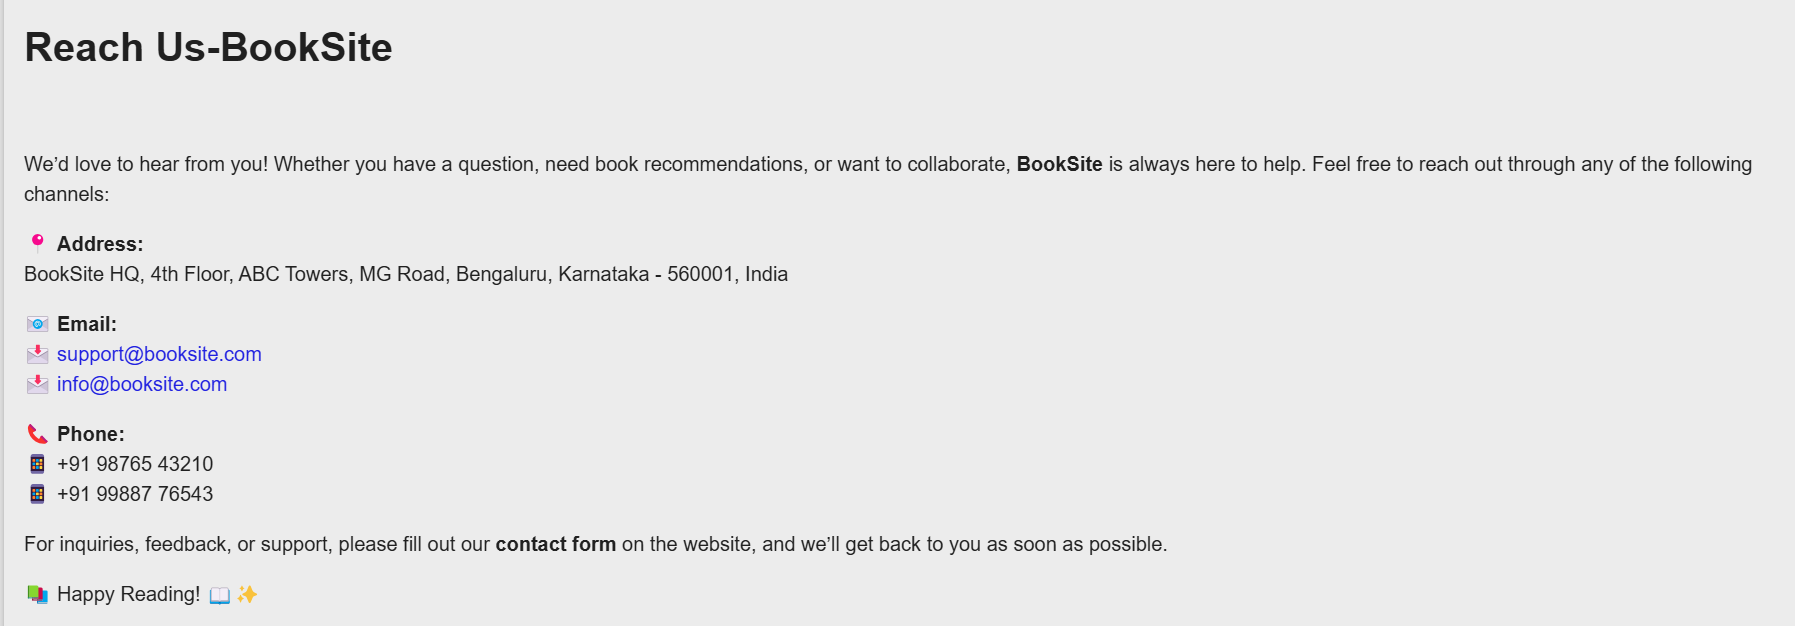 Reach Us-BookSite
We’d love to hear from you! Whether you have a question, need book recommendations, or want to collaborate, BookSite is always here to help. Feel free to reach out through any of the following
channels:
📍 Address:
BookSite HQ, 4th Floor, ABC Towers, MG Road, Bengaluru, Karnataka - 560001, India
📧 Email:
📩 support@booksite.com
📩 info@booksite.com
📞 Phone:
📱 +91 98765 43210
📱 +91 99887 76543
For inquiries, feedback, or support, please fill out our contact form on the website, and we’ll get back to you as soon as possible.
📚 Happy Reading! 📖✨